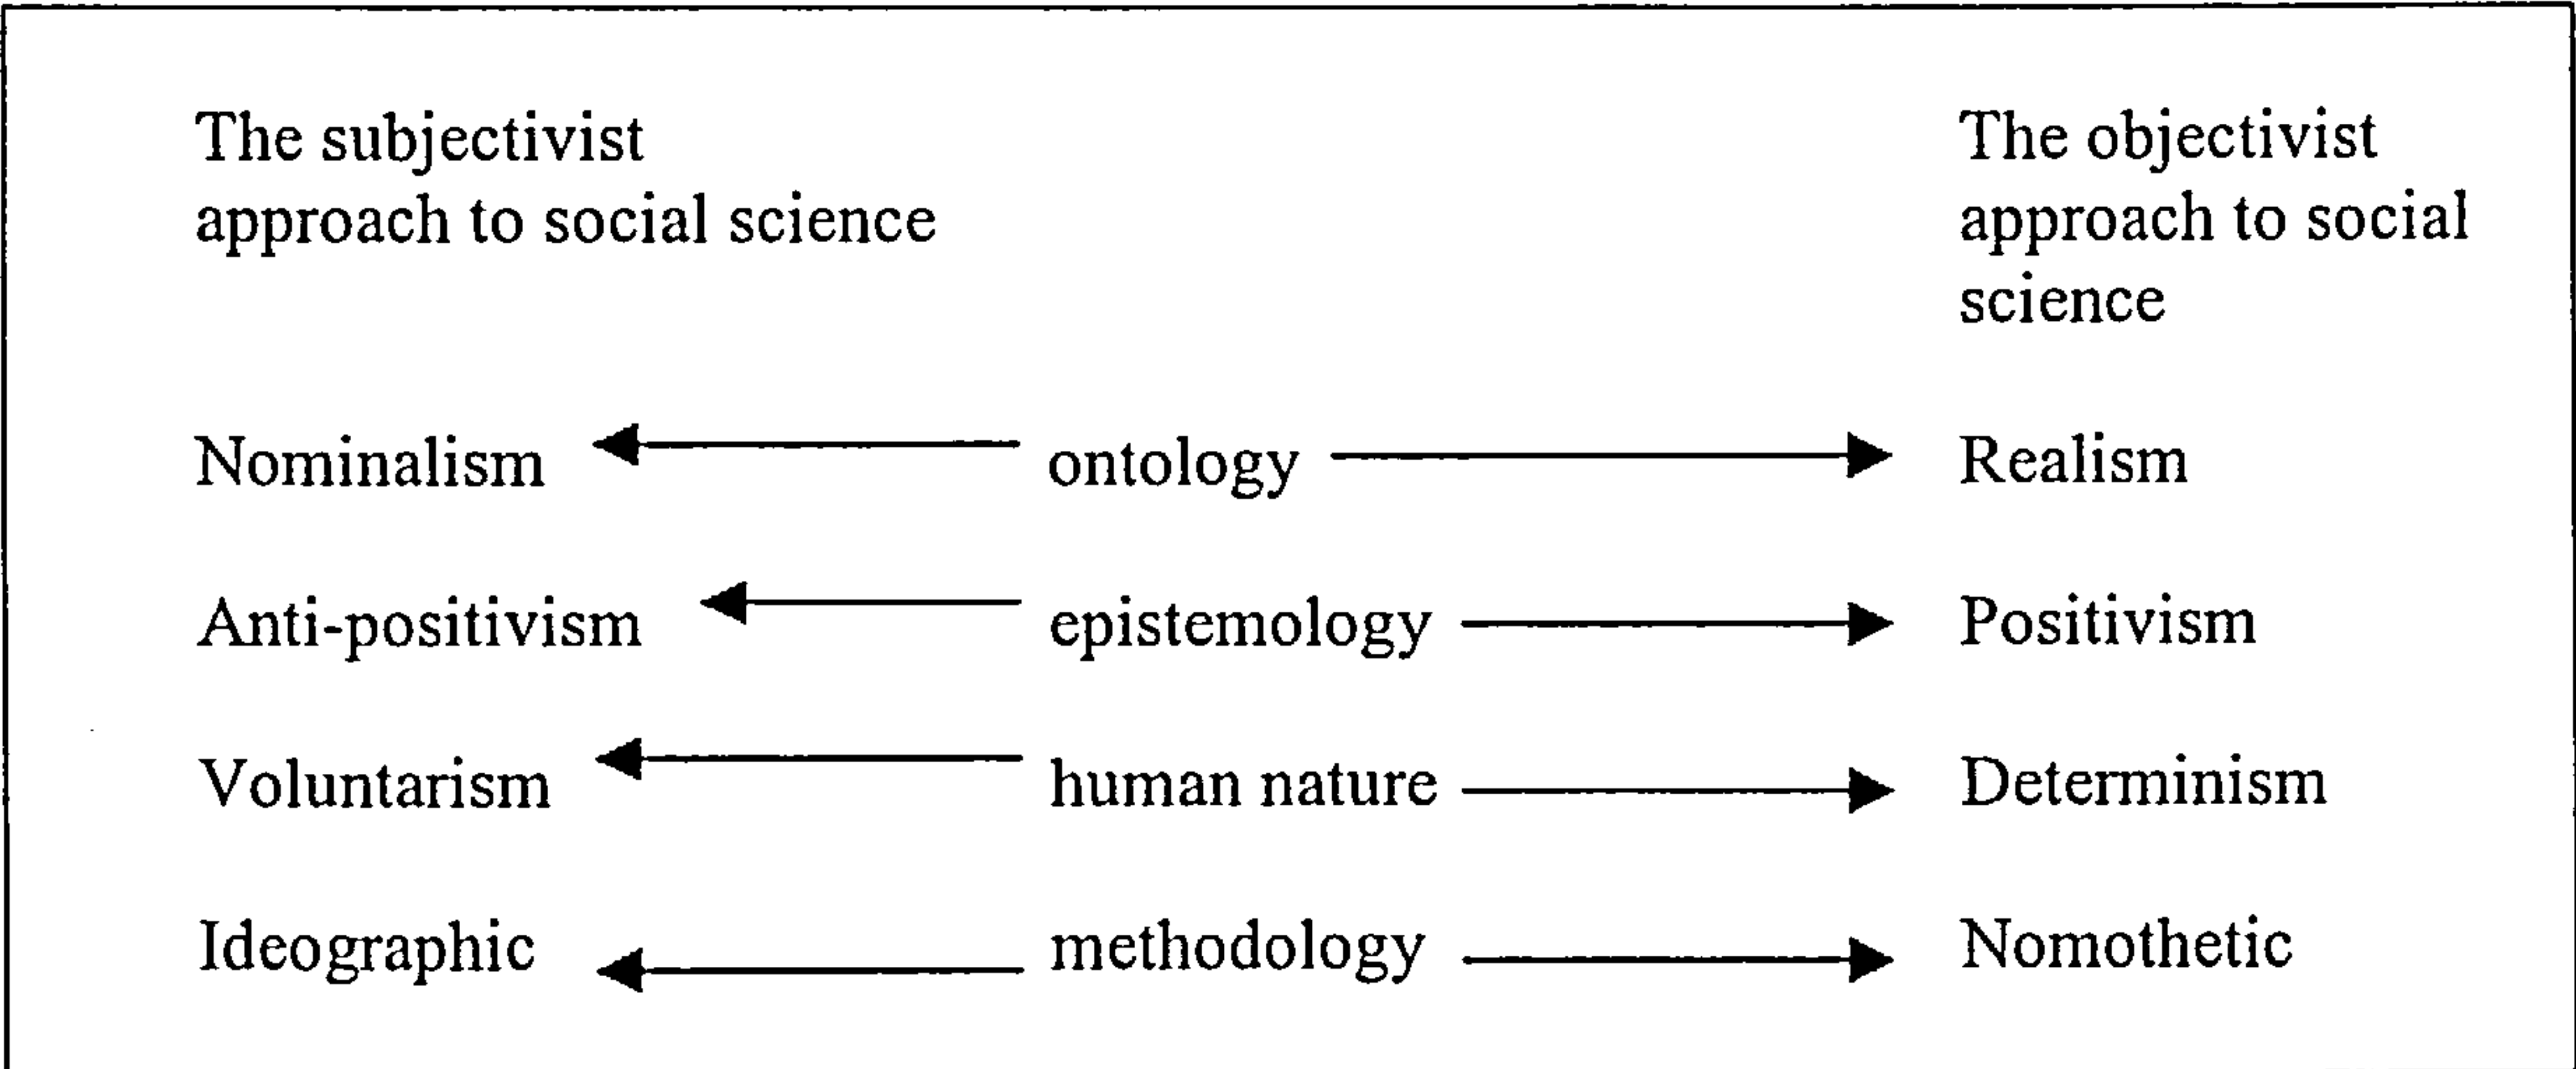 The subjectivist
approach to social science
The objectivist
approach to social
science
Nominalism ontology Realism
Anti-positivism epistemology Positivism
Voluntarism human nature Determinism
Ideographic methodology Nomothetic